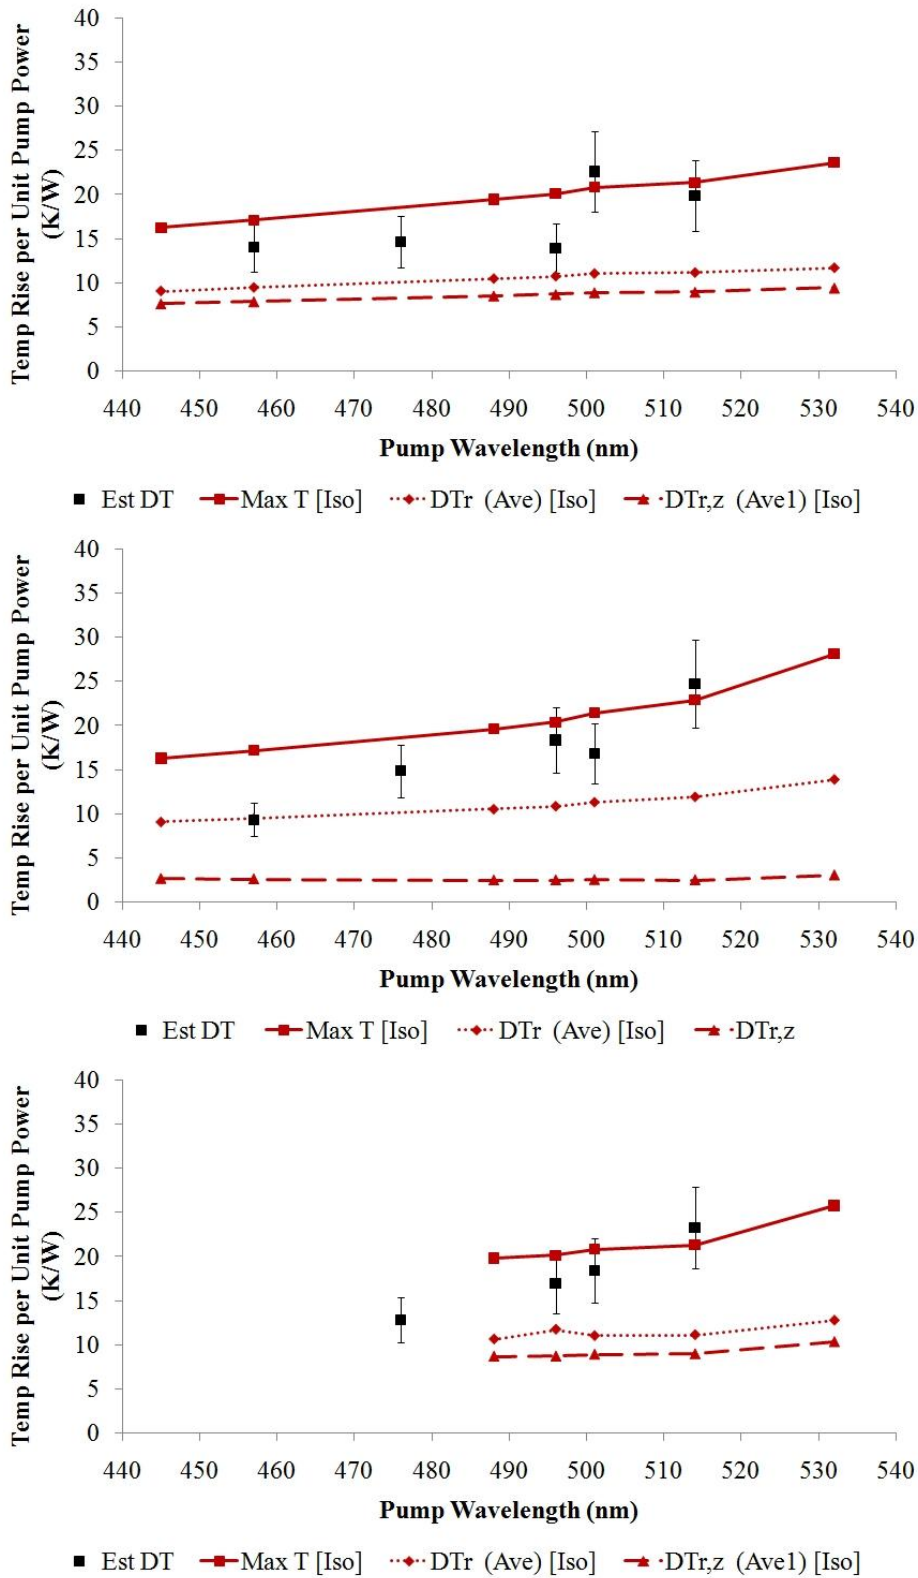 Temp Rise per Unit Pump Power
(K/W)
40
35
30
25
20
15
10
5
0
440 450 460 470 480 490 500 510 520 530 540
Pump Wavelength (nm)
Est DT Max T [Iso] DTr (Ave) [Iso] DTr,z (Ave1) [Iso]
Temp Rise per Unit Pump Power
(K/W)
40
35
30
25
20
15
10
5
0
440 450 460 470 480 490 500 510 520 530 540
Pump Wavelength (nm)
Est DT Max T [Iso] DTr (Ave) [Iso] DTr,z
Temp Rise per Unit Pump Power
(K/W)
40
35
30
25
20
15
10
5
0
440 450 460 470 480 490 500 510 520 530 540
Pump Wavelength (nm)
Est DT Max T [Iso] DTr (Ave) [Iso] DTr,z (Ave1) [Iso]